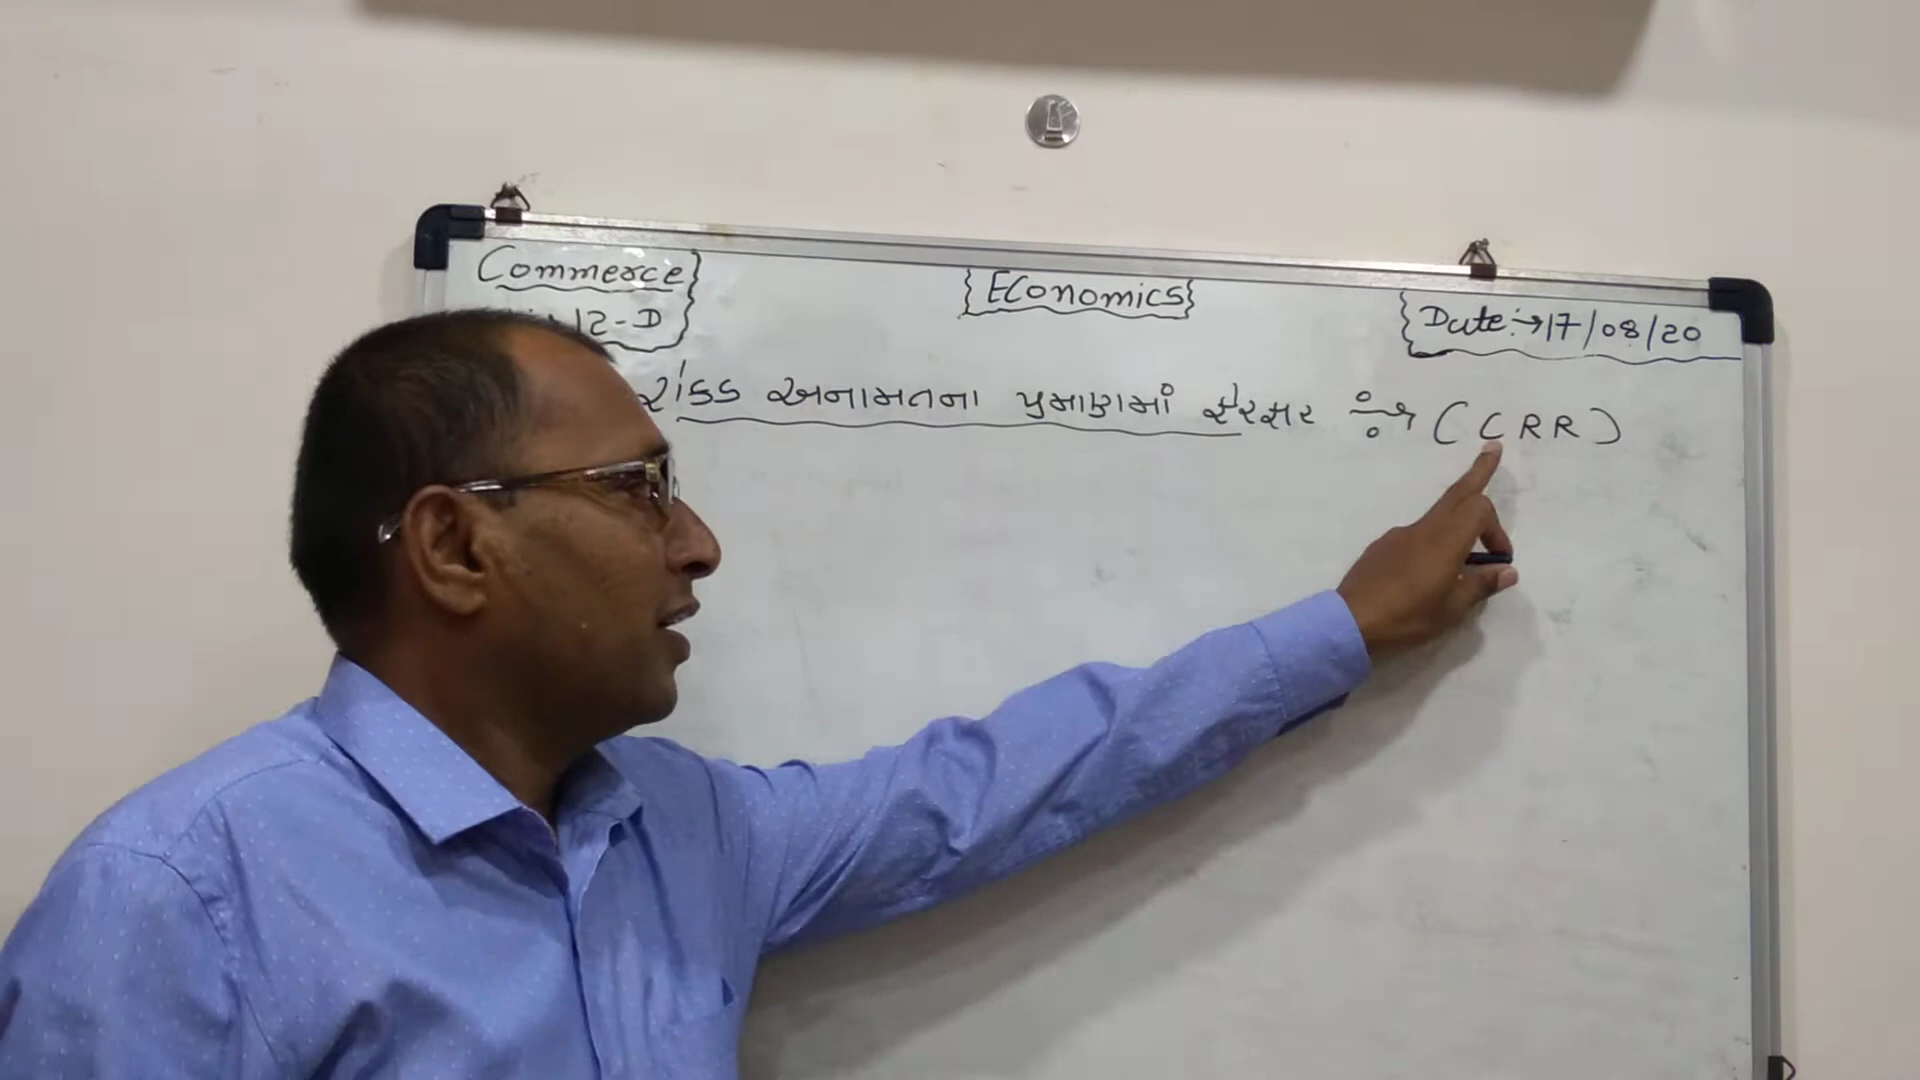 Commerce
12-D
Economics
Date:→17/08/20
રોકડ અનામતના પ્રમાણમાં ફેરફાર :→ (CRR)